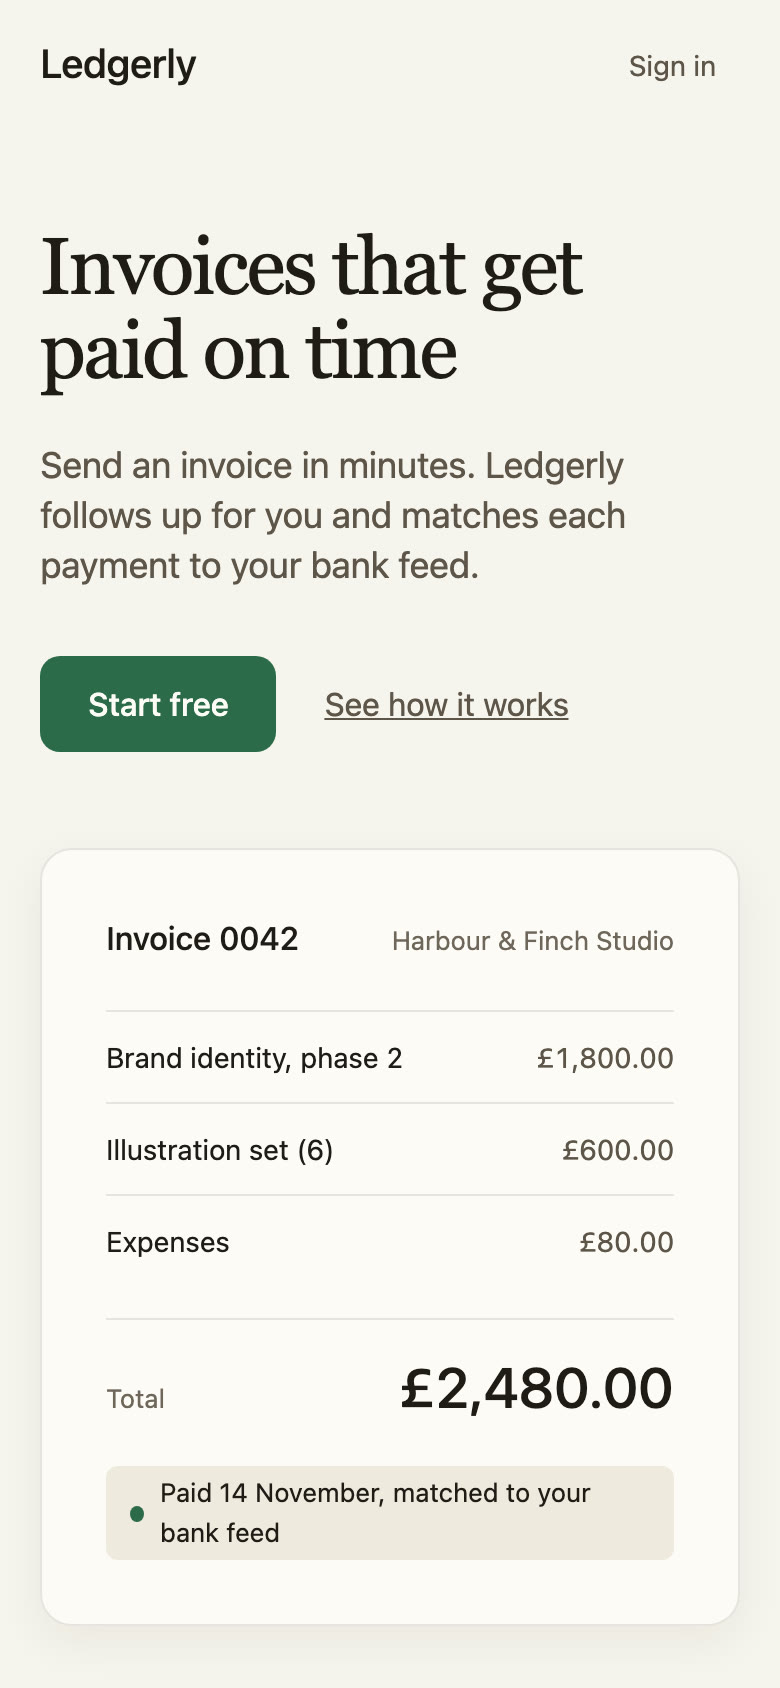 Ledgerly
Sign in
Invoices that get
paid on time
Send an invoice in minutes. Ledgerly
follows up for you and matches each
payment to your bank feed.
Start free
See how it works
Invoice 0042
Harbour & Finch Studio
Brand identity, phase 2
£1,800.00
Illustration set (6)
£600.00
Expenses
£80.00
Total
£2,480.00
Paid 14 November, matched to your
bank feed